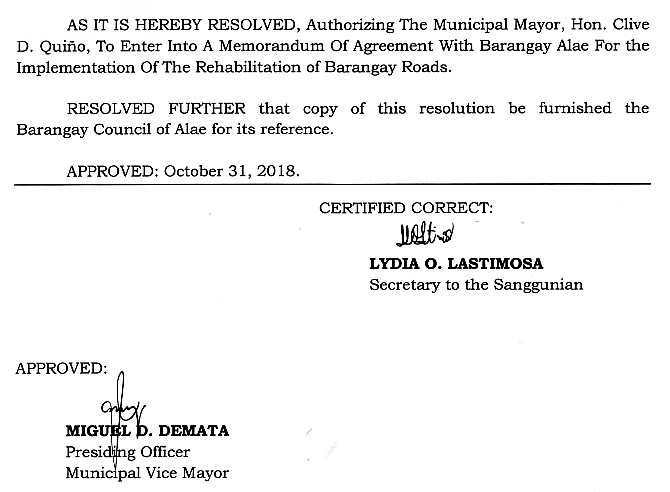 AS IT IS HEREBY RESOLVED, Authorizing The Municipal Mayor, Hon. Clive
D. Quiño, To Enter Into A Memorandum Of Agreement With Barangay Alae For the
Implementation Of The Rehabilitation of Barangay Roads.
RESOLVED FURTHER that copy of this resolution be furnished the
Barangay Council of Alae for its reference.
APPROVED: October 31, 2018.
CERTIFIED CORRECT:
LYDIA O. LASTIMOSA
Secretary to the Sanggunian
APPROVED:
MIGUEL D. DEMATA
Presiding Officer
Municipal Vice Mayor